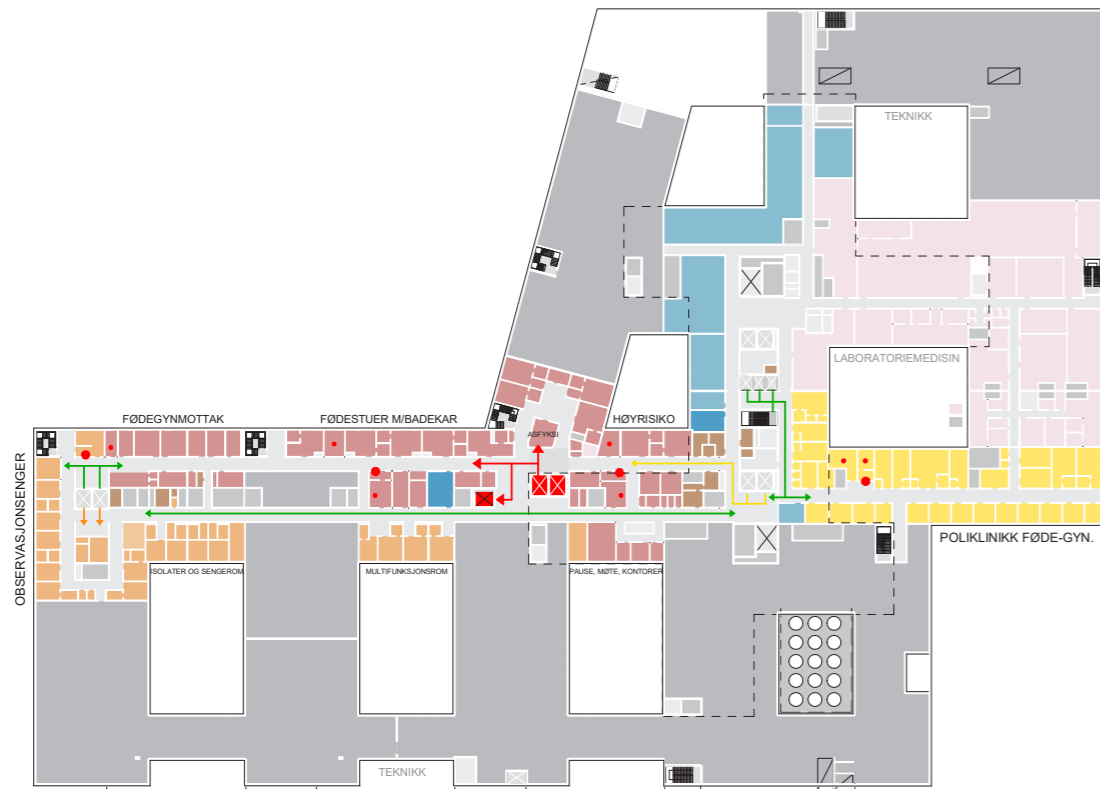 TEKNIKK
LABORATORIEMEDISIN
FØDEGYNMOTTAK
FØDESTUER M/BADEKAR
HØYRISIKO
ASFYKSI
OBSERVASJONSENGER
POLIKLINIKK FØDE-GYN.
ISOLATER OG SENGEROM
MULTIFUNKSJONSROM
PAUSE, MØTE, KONTORER
TEKNIKK